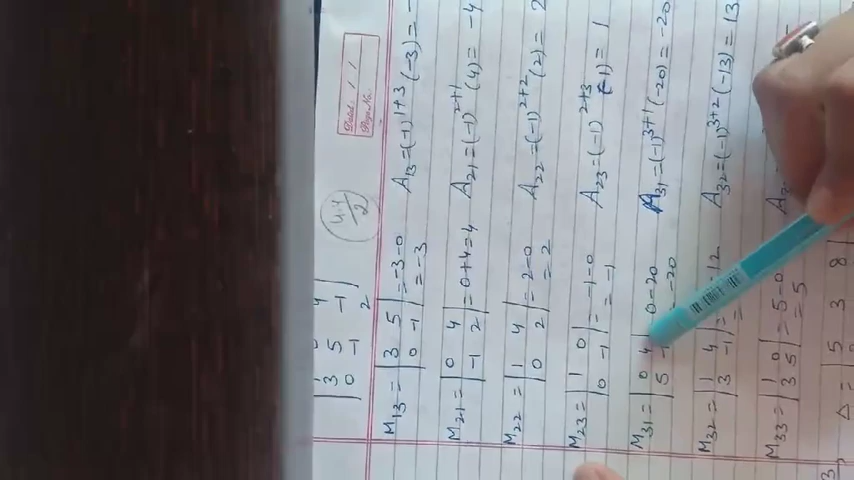 Dated: / /
Page No.
4.4/2
4
3 5 -1
0 -1 2
M13 = | 3 5 | = -3-0
| 0 -1 | = -3
A13 = (-1)^1+3 (-3) = -
M21 = | 0 4 | = 0+4 = 4
| -1 2 |
A21 = (-1)^2+1 (4) = -4
M22 = | 1 4 | = 2-0
| 0 2 | = 2
A22 = (-1)^2+2 (2) = 2
M23 = | 1 0 | = -1-0
| 0 -1 | = -1
A23 = (-1)^2+3 (-1) = 1
M31 = | 0 4 | 0-20
| 5 -1 = -20
A31 = (-1)^3+1 (-20) = -20
M32 = | 1 4 | = -12
| 3 -1 | =
A32 = (-1)^3+2 (-13) = 13
M33 = | 1 0 | = 5-0
| 3 5 | = 5
Δ = | 5 3 8 |